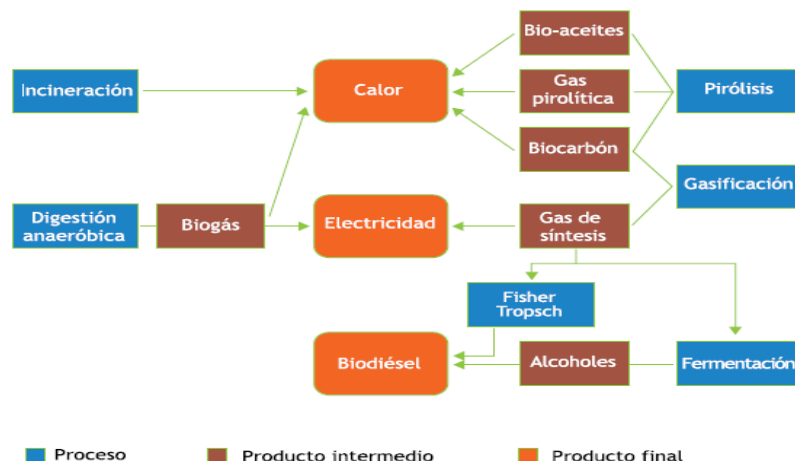 Bio-aceites
Incineración
Calor
Gas
pirolítica
Pirólisis
Biocarbón
Gasificación
Digestión
anaeróbica
Biogás
Electricidad
Gas de
síntesis
Fisher
Tropsch
Biodiésel
Alcoholes
Fermentación
Proceso
Producto intermedio
Producto final